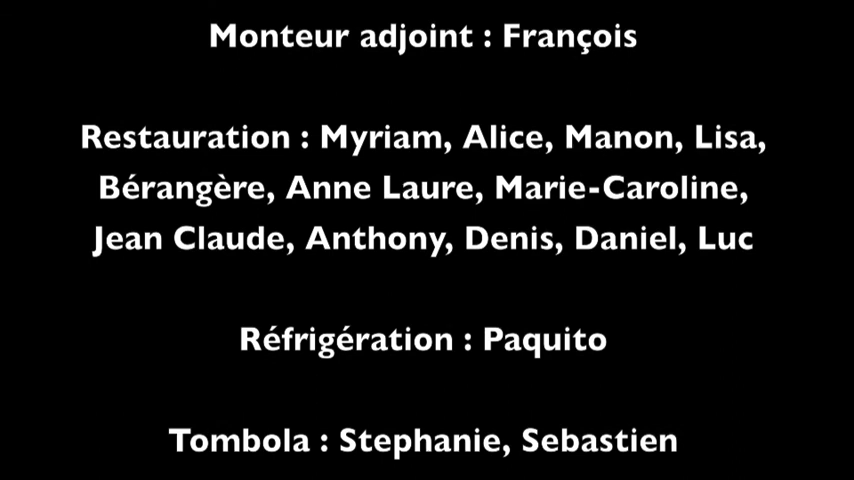 Monteur adjoint : François
Restauration : Myriam, Alice, Manon, Lisa,
Bérangère, Anne Laure, Marie-Caroline,
Jean Claude, Anthony, Denis, Daniel, Luc
Réfrigération : Paquito
Tombola : Stephanie, Sebastien